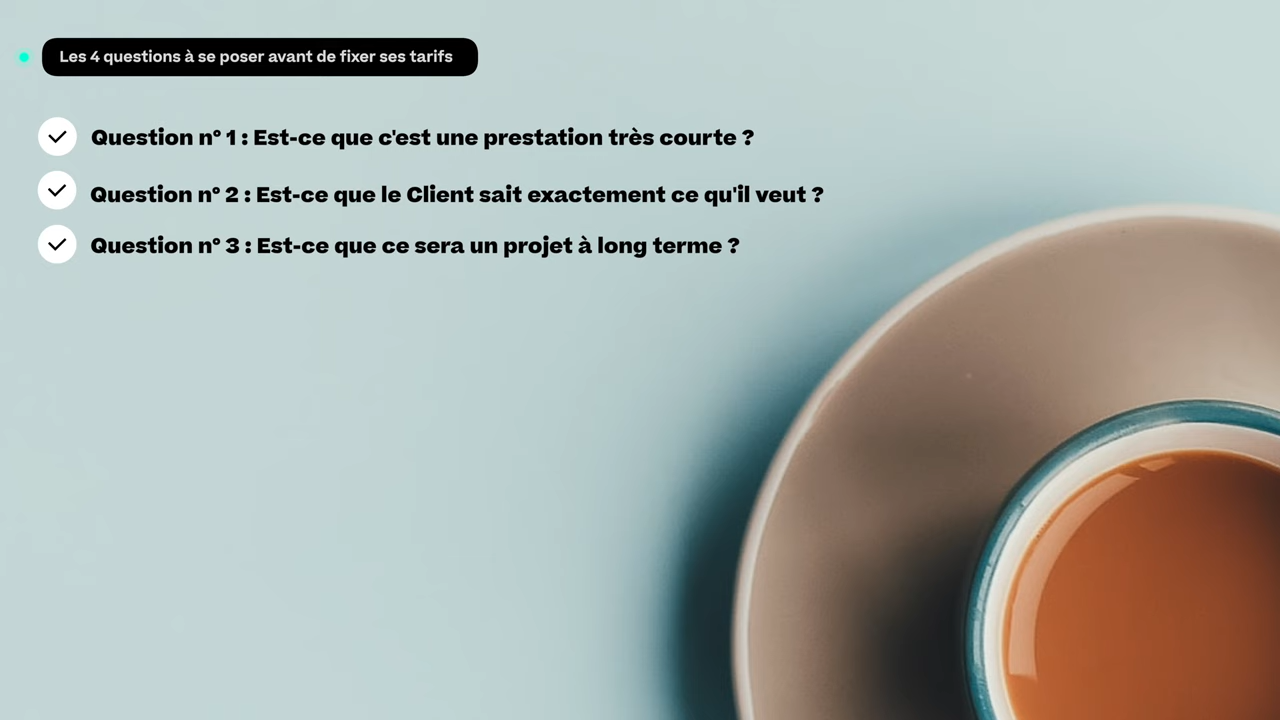 Les 4 questions à se poser avant de fixer ses tarifs
Question n° 1 : Est-ce que c'est une prestation très courte ?
Question n° 2 : Est-ce que le Client sait exactement ce qu'il veut ?
Question n° 3 : Est-ce que ce sera un projet à long terme ?